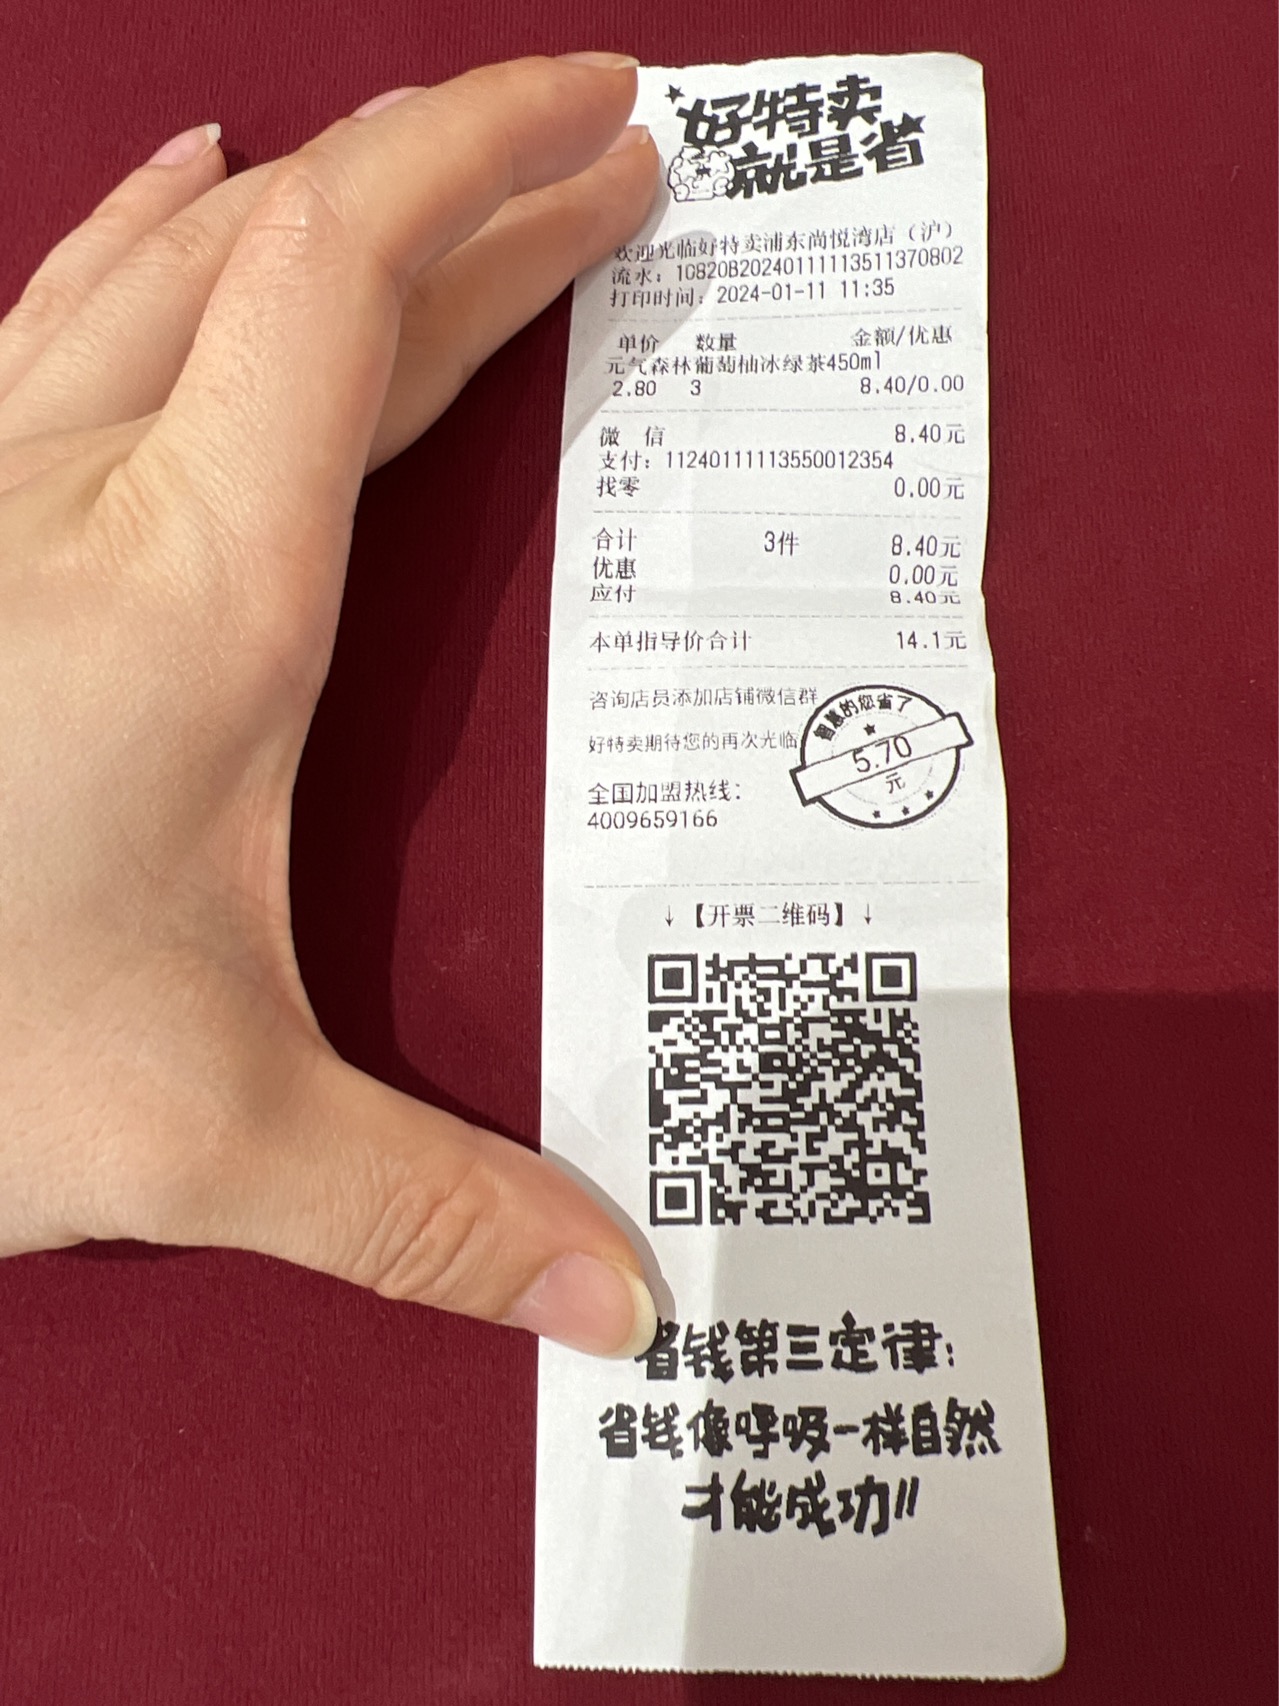 好特卖
就是省
欢迎光临好特卖浦东尚悦湾店（沪）
流水：108208202401111113511370802
打印时间：2024-01-11 11:35
单价 数量 金额/优惠
元气森林葡萄柚冰绿茶450ml
2.80 3 8.40/0.00
微 信 8.40元
支付：11240111113550012354
找零 0.00元
合计 3件 8.40元
优惠 0.00元
应付 8.40元
本单指导价合计 14.1元
咨询店员添加店铺微信群
好特卖期待您的再次光临
智慧的您省了
5.70
元
全国加盟热线：
4009659166
↓【开票二维码】↓
省钱第三定律：
省钱像呼吸一样自然
才能成功!!